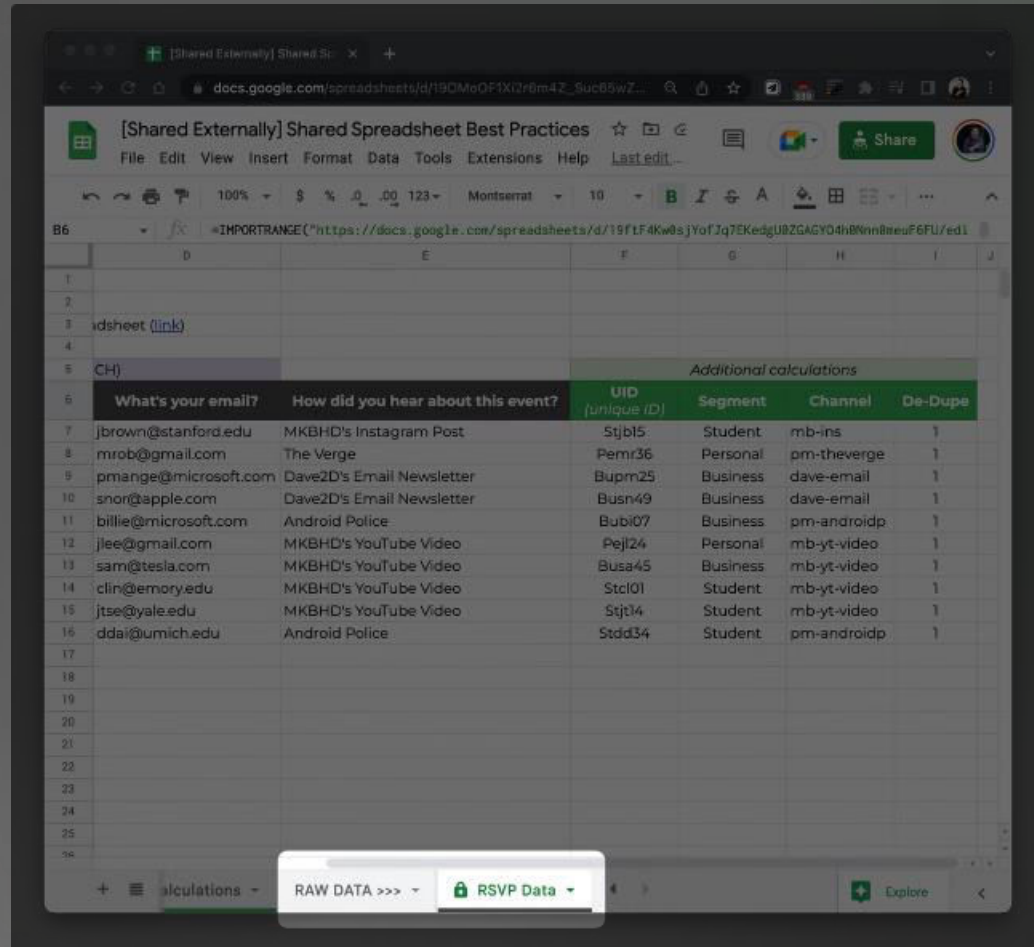 [Shared Externally] Shared Sc
docs.google.com/spreadsheets/d/
[Shared Externally] Shared Spreadsheet Best Practices
File Edit View Insert Format Data Tools Extensions Help Last edit ...
Share
100% $ % .0 .00 123 Montserrat 10 B I S A ...
B6 fx =IMPORTRANGE("https://docs.google.com/spreadsheets/d/
D E F G H I J
1
2
3 adsheet (link)
4
5 CH) Additional calculations
6 What's your email? How did you hear about this event? UID (unique ID) Segment Channel De-Dupe
7 jbrown@stanford.edu MKBHD's Instagram Post Stjb15 Student mb-ins 1
8 mrob@gmail.com The Verge Pemr36 Personal pm-theverge 1
9 pmange@microsoft.com Dave2D's Email Newsletter Bupm25 Business dave-email 1
10 snor@apple.com Dave2D's Email Newsletter Busn49 Business dave-email 1
11 billie@microsoft.com Android Police Bubi07 Business pm-androidp 1
12 jlee@gmail.com MKBHD's YouTube Video Pejl24 Personal mb-yt-video 1
13 sam@tesla.com MKBHD's YouTube Video Busa45 Business mb-yt-video 1
14 clin@emory.edu MKBHD's YouTube Video Stcl01 Student mb-yt-video 1
15 jtse@yale.edu MKBHD's YouTube Video Stjt14 Student mb-yt-video 1
16 ddai@umich.edu Android Police Stdd34 Student pm-androidp 1
17
18
19
20
21
22
23
24
25
26
alculations RAW DATA >>> RSVP Data Explore